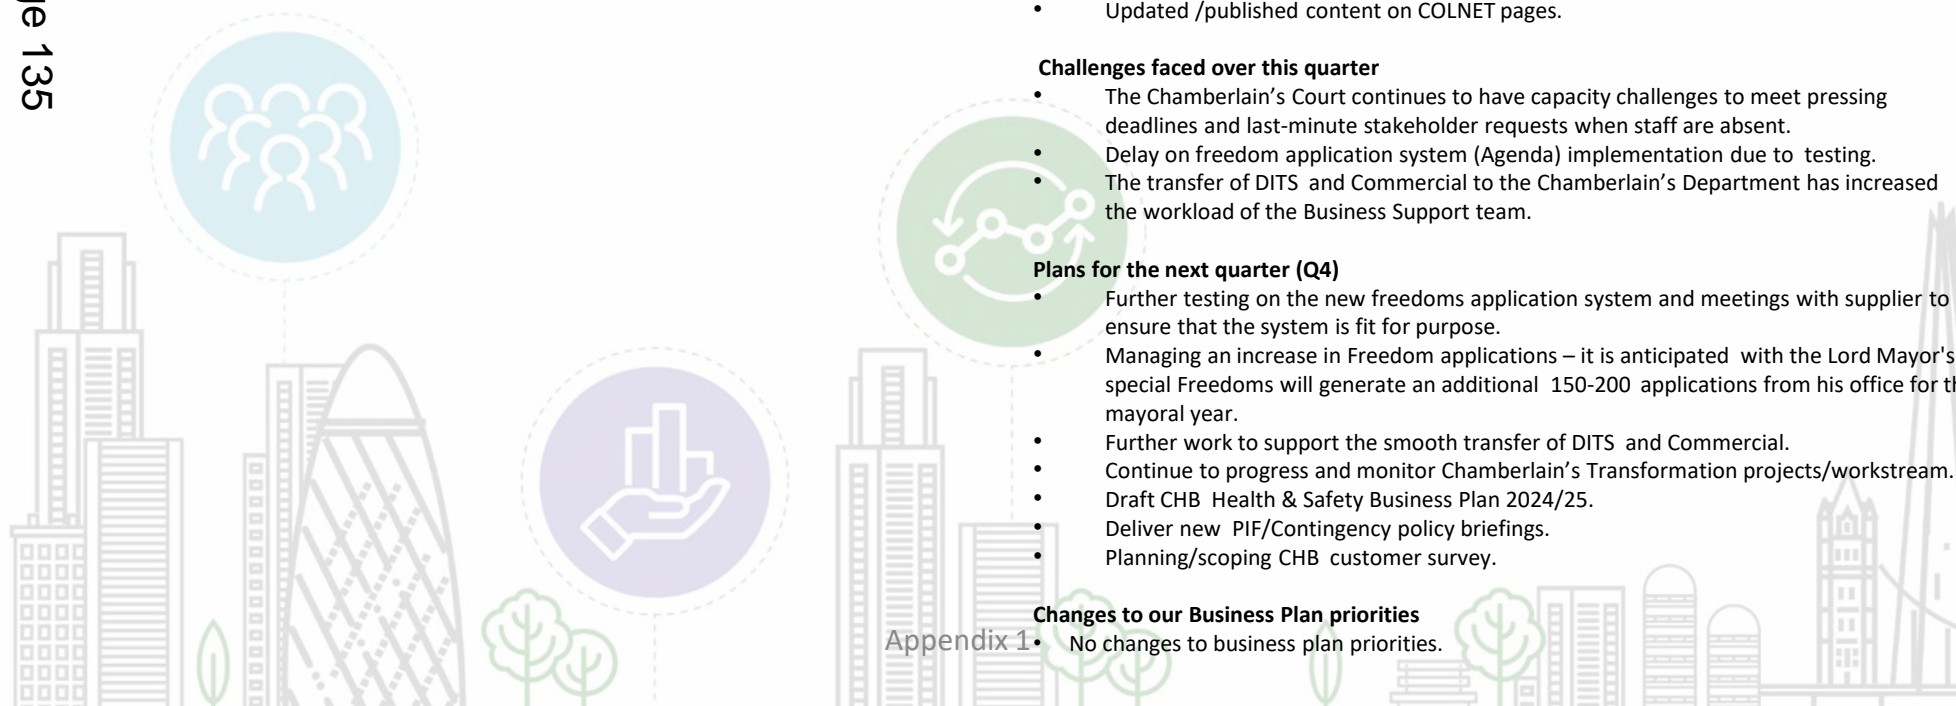 ge 135
• Updated /published content on COLNET pages.
Challenges faced over this quarter
• The Chamberlain's Court continues to have capacity challenges to meet pressing
deadlines and last-minute stakeholder requests when staff are absent.
• Delay on freedom application system (Agenda) implementation due to testing.
• The transfer of DITS and Commercial to the Chamberlain's Department has increased
the workload of the Business Support team.
Plans for the next quarter (Q4)
• Further testing on the new freedoms application system and meetings with supplier to
ensure that the system is fit for purpose.
• Managing an increase in Freedom applications – it is anticipated with the Lord Mayor's
special Freedoms will generate an additional 150-200 applications from his office for th
mayoral year.
• Further work to support the smooth transfer of DITS and Commercial.
• Continue to progress and monitor Chamberlain's Transformation projects/workstream.
• Draft CHB Health & Safety Business Plan 2024/25.
• Deliver new PIF/Contingency policy briefings.
• Planning/scoping CHB customer survey.
Changes to our Business Plan priorities
• No changes to business plan priorities.
Appendix 1